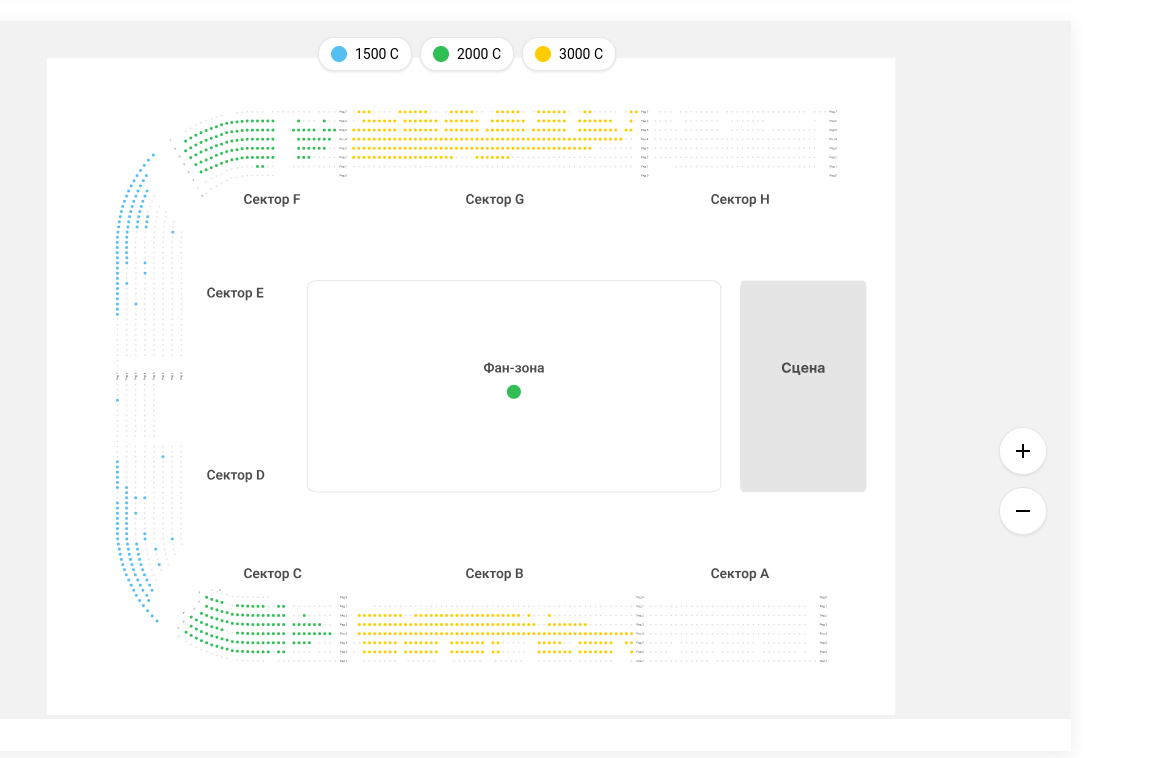 1500 С
2000 С
3000 С
Сектор F
Сектор G
Сектор H
Сектор E
Фан-зона
Сцена
Сектор D
Сектор C
Сектор B
Сектор A